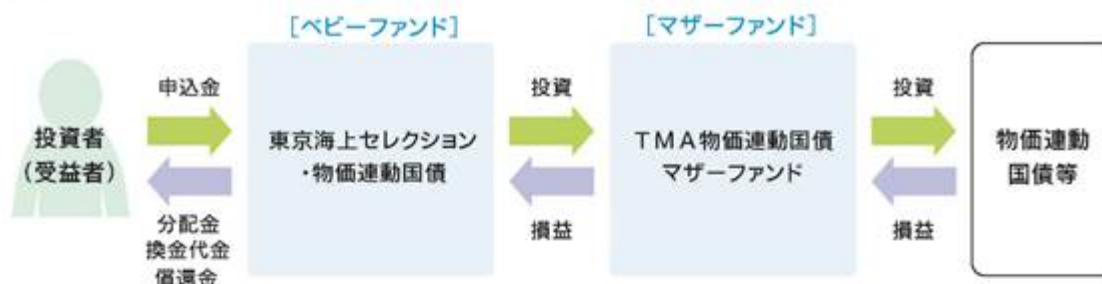 ［ベビーファンド］
［マザーファンド］
申込金
投資
投資
投資者
（受益者）
東京海上セレクション
・物価連動国債
ＴＭＡ物価連動国債
マザーファンド
物価連動
国債等
分配金
換金代金
償還金
損益
損益